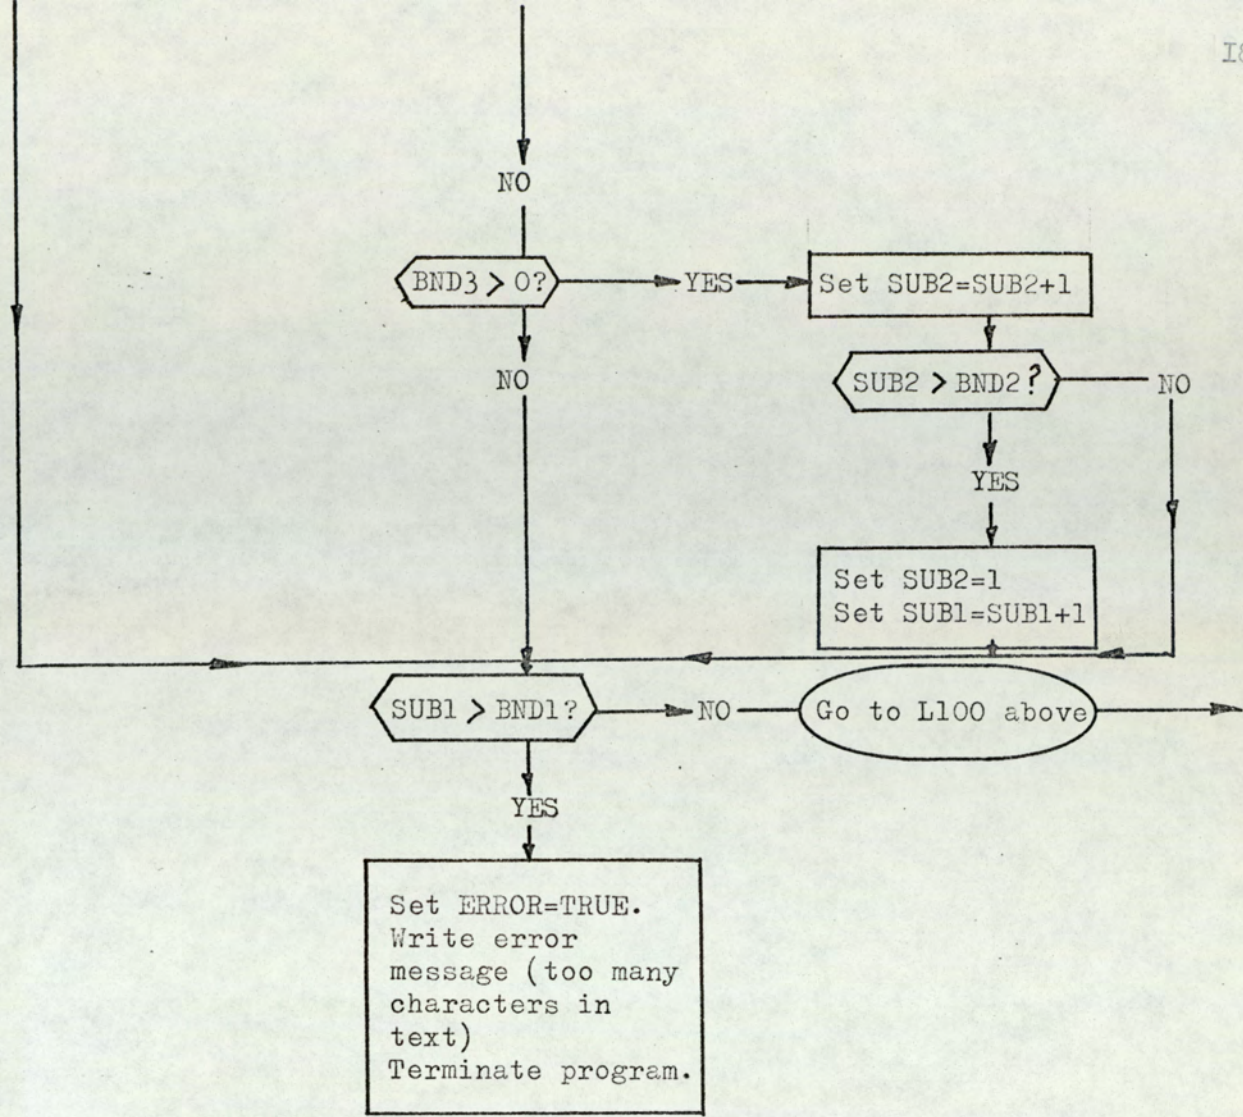 NO
BND3 > 0?
YES
Set SUB2=SUB2+1
NO
SUB2 > BND2?
NO
YES
Set SUB2=1
Set SUB1=SUB1+1
SUB1 > BND1?
NO
Go to L100 above
YES
Set ERROR=TRUE.
Write error
message (too many
characters in
text)
Terminate program.